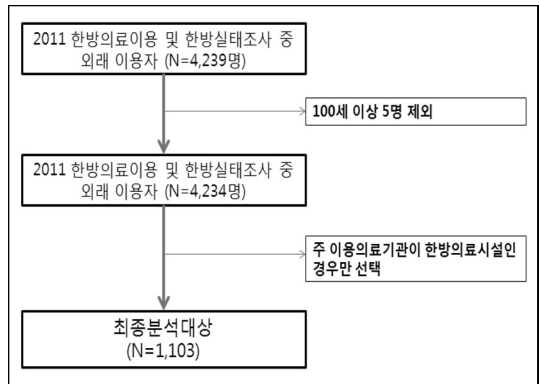 2011 한방의료이용 및 한방실태조사 중
외래 이용자 (N=4,239명)
100세 이상 5명 제외
2011 한방의료이용 및 한방실태조사 중
외래 이용자 (N=4,234명)
주 이용의료기관이 한방의료시설인
경우만 선택
최종분석대상
(N=1,103)